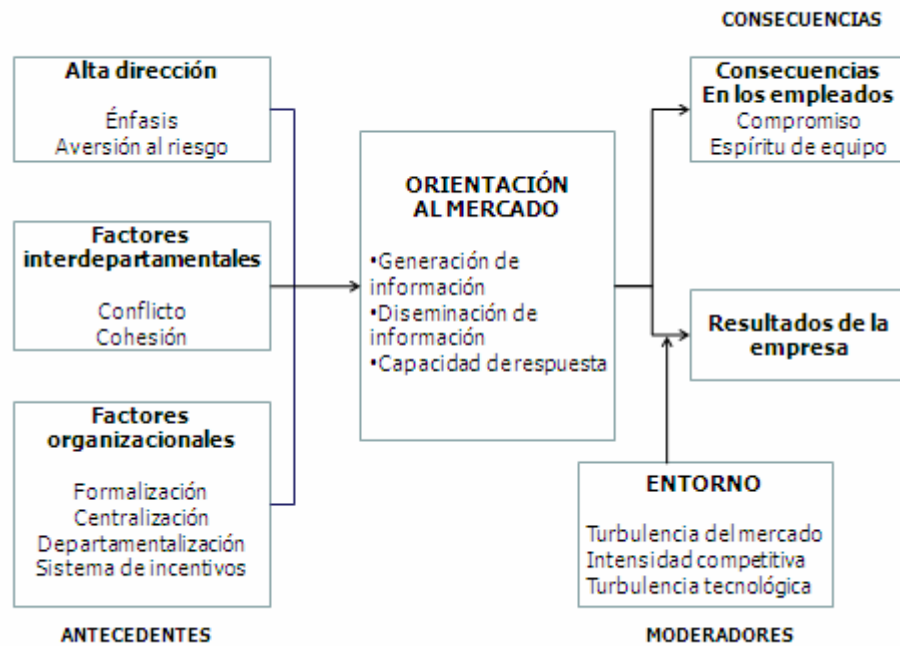 CONSECUENCIAS
Alta dirección
Énfasis
Aversión al riesgo
Factores
interdepartamentales
Conflicto
Cohesión
Factores
organizacionales
Formalización
Centralización
Departamentalización
Sistema de incentivos
ANTECEDENTES
ORIENTACIÓN
AL MERCADO
•Generación de
información
•Diseminación de
información
•Capacidad de respuesta
Consecuencias
En los empleados
Compromiso
Espíritu de equipo
Resultados de la
empresa
ENTORNO
Turbulencia del mercado
Intensidad competitiva
Turbulencia tecnológica
MODERADORES